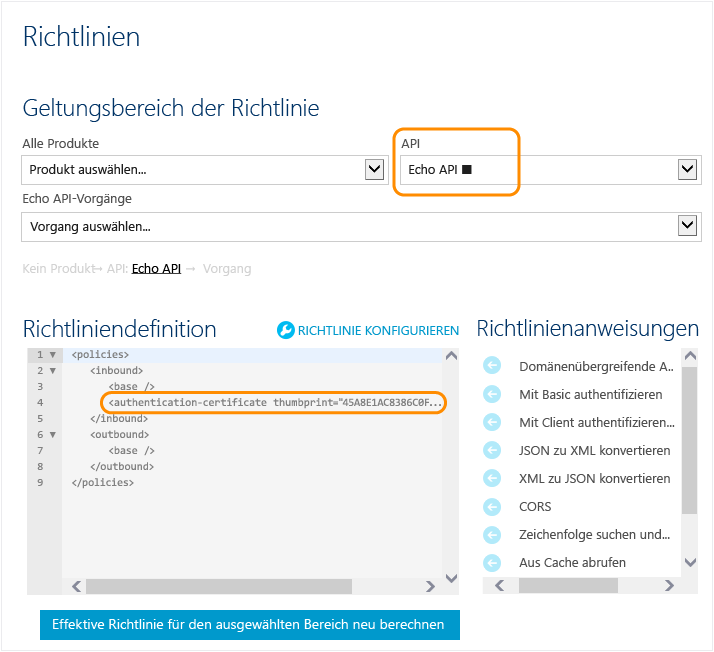 Richtlinien
Geltungsbereich der Richtlinie
Alle Produkte
API
Produkt auswählen...
Echo API ■
Echo API-Vorgänge
Vorgang auswählen...
Kein Produkt→ API: Echo API → Vorgang
Richtliniendefinition
RICHTLINIE KONFIGURIEREN
1 <policies>
2 <inbound>
3 <base />
4 <authentication-certificate thumbprint="45A8E1AC8386C0F...
5 </inbound>
6 <outbound>
7 <base />
8 </outbound>
9 </policies>
Richtlinienanweisungen
Domänenübergreifende A..
Mit Basic authentifizieren
Mit Client authentifizieren...
JSON zu XML konvertieren
XML zu JSON konvertieren
CORS
Zeichenfolge suchen und...
Aus Cache abrufen
Effektive Richtlinie für den ausgewählten Bereich neu berechnen